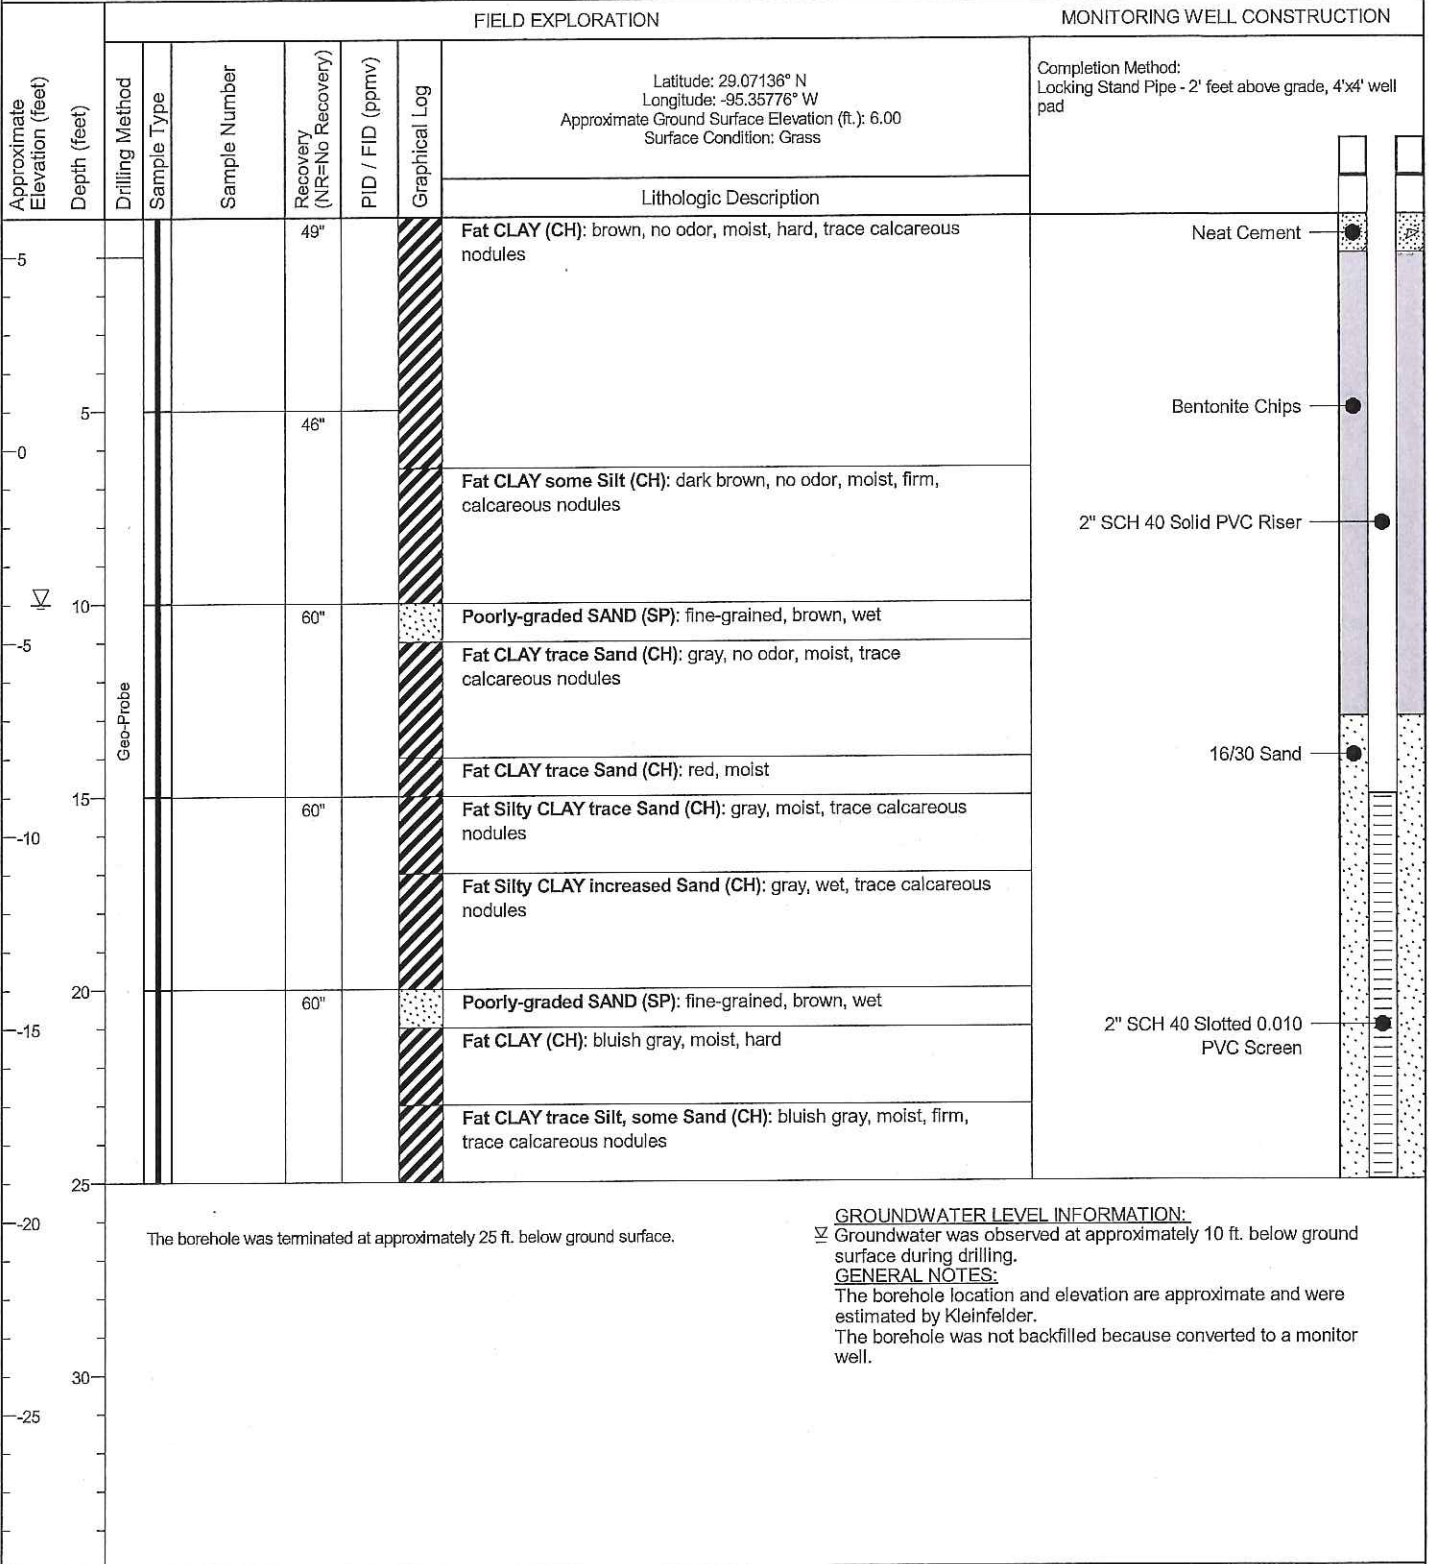 FIELD EXPLORATION
MONITORING WELL CONSTRUCTION
Approximate
Elevation (feet)
Depth (feet)
Drilling Method
Sample Type
Sample Number
Recovery
(NR=No Recovery)
PID / FID (ppmv)
Graphical Log
Latitude: 29.07136° N
Longitude: -95.35776° W
Approximate Ground Surface Elevation (ft.): 6.00
Surface Condition: Grass
Lithologic Description
Completion Method:
Locking Stand Pipe - 2' feet above grade, 4'x4' well
pad
49"
Fat CLAY (CH): brown, no odor, moist, hard, trace calcareous
nodules
Neat Cement
5
5
46"
Bentonite Chips
0
Fat CLAY some Silt (CH): dark brown, no odor, moist, firm,
calcareous nodules
2" SCH 40 Solid PVC Riser
10
60"
Poorly-graded SAND (SP): fine-grained, brown, wet
-5
Fat CLAY trace Sand (CH): gray, no odor, moist, trace
calcareous nodules
Geo-Probe
16/30 Sand
Fat CLAY trace Sand (CH): red, moist
15
60"
Fat Silty CLAY trace Sand (CH): gray, moist, trace calcareous
nodules
-10
Fat Silty CLAY increased Sand (CH): gray, wet, trace calcareous
nodules
20
60"
Poorly-graded SAND (SP): fine-grained, brown, wet
-15
2" SCH 40 Slotted 0.010
PVC Screen
Fat CLAY (CH): bluish gray, moist, hard
Fat CLAY trace Silt, some Sand (CH): bluish gray, moist, firm,
trace calcareous nodules
25
-20
The borehole was terminated at approximately 25 ft. below ground surface.
GROUNDWATER LEVEL INFORMATION:
Groundwater was observed at approximately 10 ft. below ground
surface during drilling.
GENERAL NOTES:
The borehole location and elevation are approximate and were
estimated by Kleinfelder.
The borehole was not backfilled because converted to a monitor
well.
30
-25